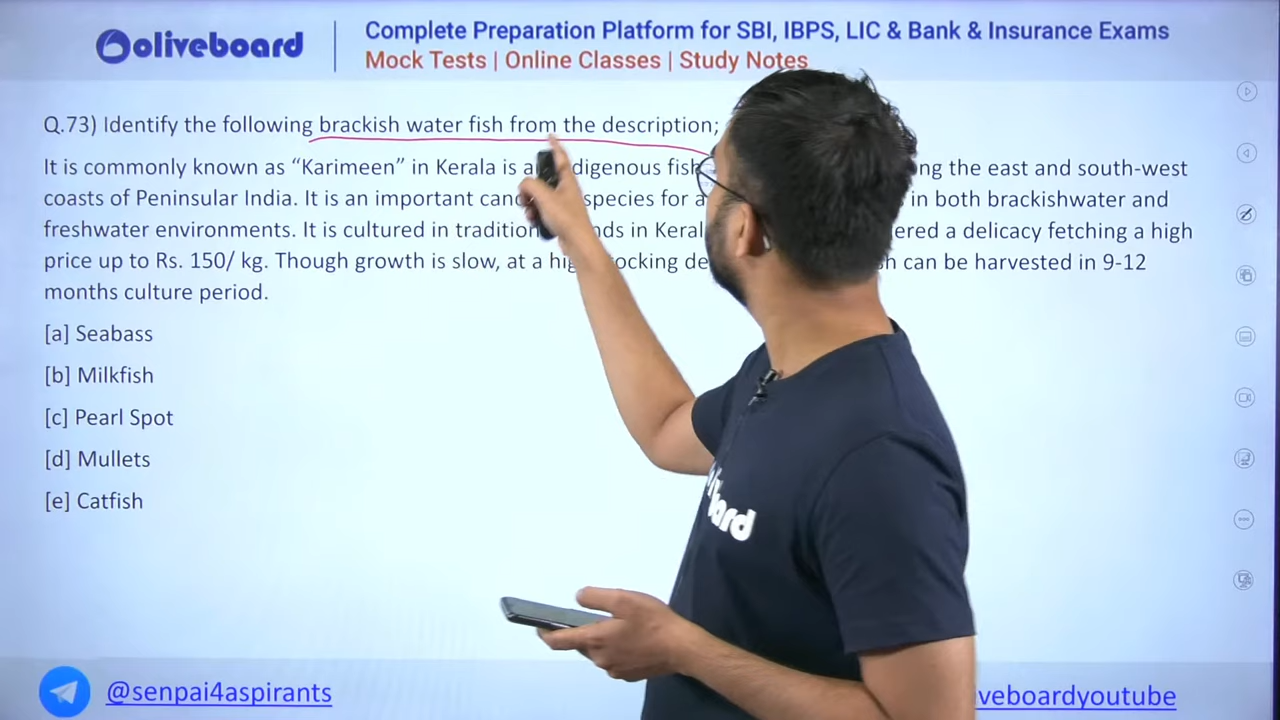 oliveboard
Complete Preparation Platform for SBI, IBPS, LIC & Bank & Insurance Exams
Mock Tests | Online Classes | Study Notes
Q.73) Identify the following brackish water fish from the description;
It is commonly known as “Karimeen” in Kerala is a digenous fish ng the east and south-west
coasts of Peninsular India. It is an important can species for a in both brackishwater and
freshwater environments. It is cultured in tradition nds in Keral ered a delicacy fetching a high
price up to Rs. 150/ kg. Though growth is slow, at a hig tocking de h can be harvested in 9-12
months culture period.
[a] Seabass
[b] Milkfish
[c] Pearl Spot
[d] Mullets
[e] Catfish
ard
@senpai4aspirants
iveboardyoutube